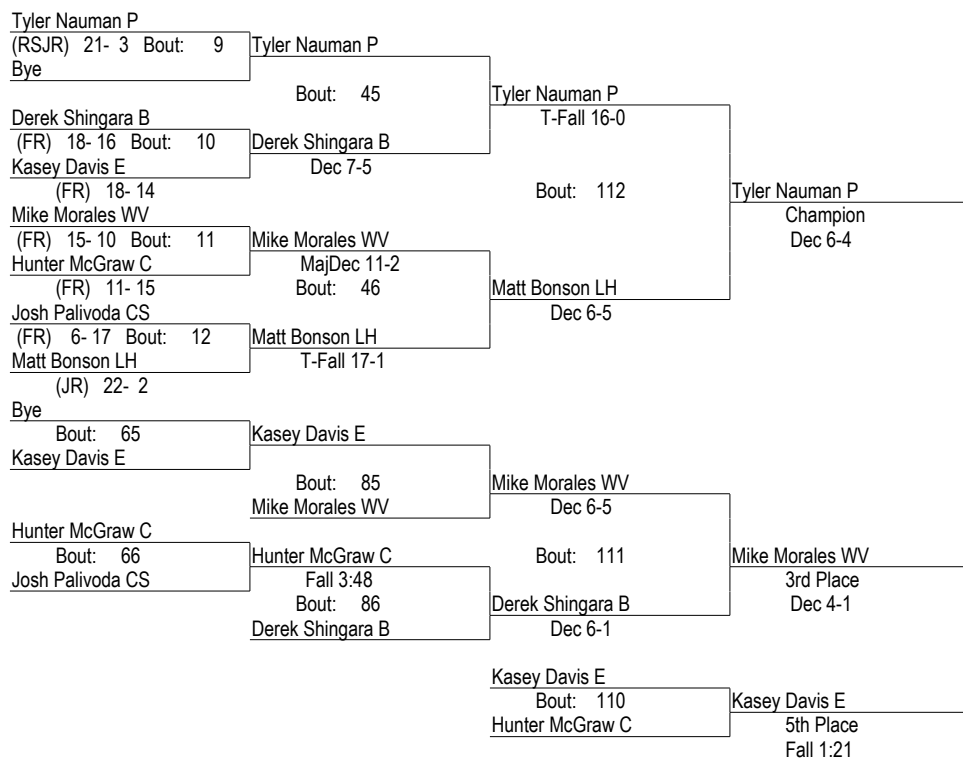 Tyler Nauman P
(RSJR) 21- 3 Bout: 9 Tyler Nauman P
Bye
Bout: 45 Tyler Nauman P
Derek Shingara B T-Fall 16-0
(FR) 18- 16 Bout: 10 Derek Shingara B
Kasey Davis E Dec 7-5
(FR) 18- 14 Bout: 112 Tyler Nauman P
Mike Morales WV Champion
(FR) 15- 10 Bout: 11 Mike Morales WV Dec 6-4
Hunter McGraw C MajDec 11-2
(FR) 11- 15 Bout: 46 Matt Bonson LH
Josh Palivoda CS Dec 6-5
(FR) 6- 17 Bout: 12 Matt Bonson LH
Matt Bonson LH T-Fall 17-1
(JR) 22- 2
Bye
Bout: 65 Kasey Davis E
Kasey Davis E
Bout: 85 Mike Morales WV
Mike Morales WV Dec 6-5
Hunter McGraw C
Bout: 66 Hunter McGraw C Bout: 111 Mike Morales WV
Josh Palivoda CS Fall 3:48 3rd Place
Bout: 86 Derek Shingara B Dec 4-1
Derek Shingara B Dec 6-1
Kasey Davis E
Bout: 110 Kasey Davis E
Hunter McGraw C 5th Place
Fall 1:21